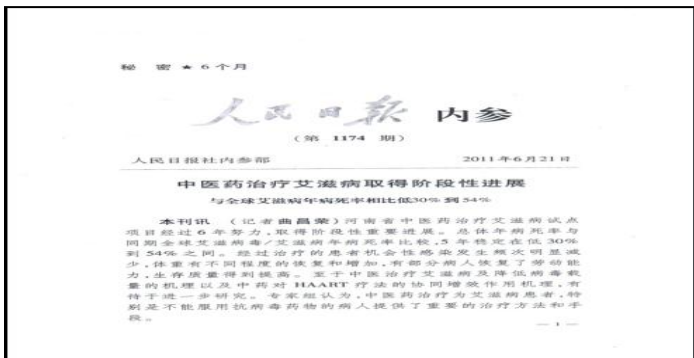 秘 密 ★ 6个月
人民日报 内参
(第 1174 期)
人民日报社内参部 2011年6月21日
中医药治疗艾滋病取得阶段性进展
与全球艾滋病年病死率相比低30%到54%
本刊讯 (记者曲昌荣)河南省中医药治疗艾滋病试点
项目经过6年努力,取得阶段性重要进展。总体年病死率与
同期全球艾滋病毒/艾滋病年病死率比较,5年稳定在低30%
到54%之间。经过治疗的患者机会性感染发生频次明显减
少,体重有不同程度的恢复和增加,有部分病人恢复了劳动能
力,生存质量得到提高。至于中医治疗艾滋病及降低病毒载
量的机理以及中药对HAART疗法的协同增效作用机理,有
待于进一步研究。专家组认为,中医药治疗为艾滋病患者,特
别是不能服用抗病毒药物的病人提供了重要的治疗方法和手
段。
— 1 —